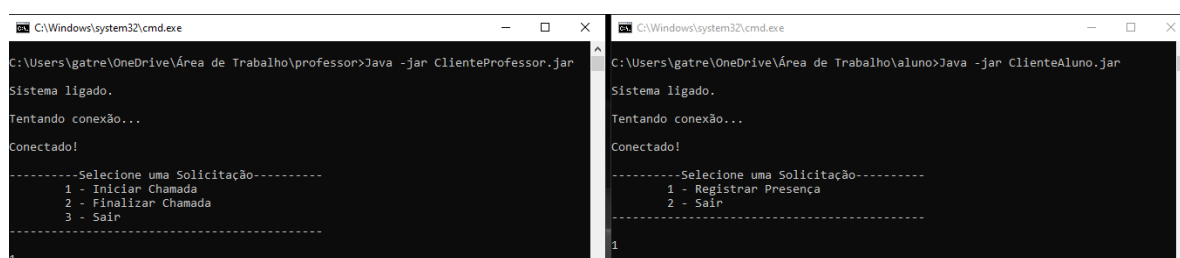 C:\Windows\system32\cmd.exe
C:\Users\gatre\OneDrive\Área de Trabalho\professor>Java -jar ClienteProfessor.jar
Sistema ligado.
Tentando conexão...
Conectado!
----------Selecione uma Solicitação----------
1 - Iniciar Chamada
2 - Finalizar Chamada
3 - Sair
---------------------------------------------
1
C:\Windows\system32\cmd.exe
C:\Users\gatre\OneDrive\Área de Trabalho\aluno>Java -jar ClienteAluno.jar
Sistema ligado.
Tentando conexão...
Conectado!
----------Selecione uma Solicitação----------
1 - Registrar Presença
2 - Sair
---------------------------------------------
1